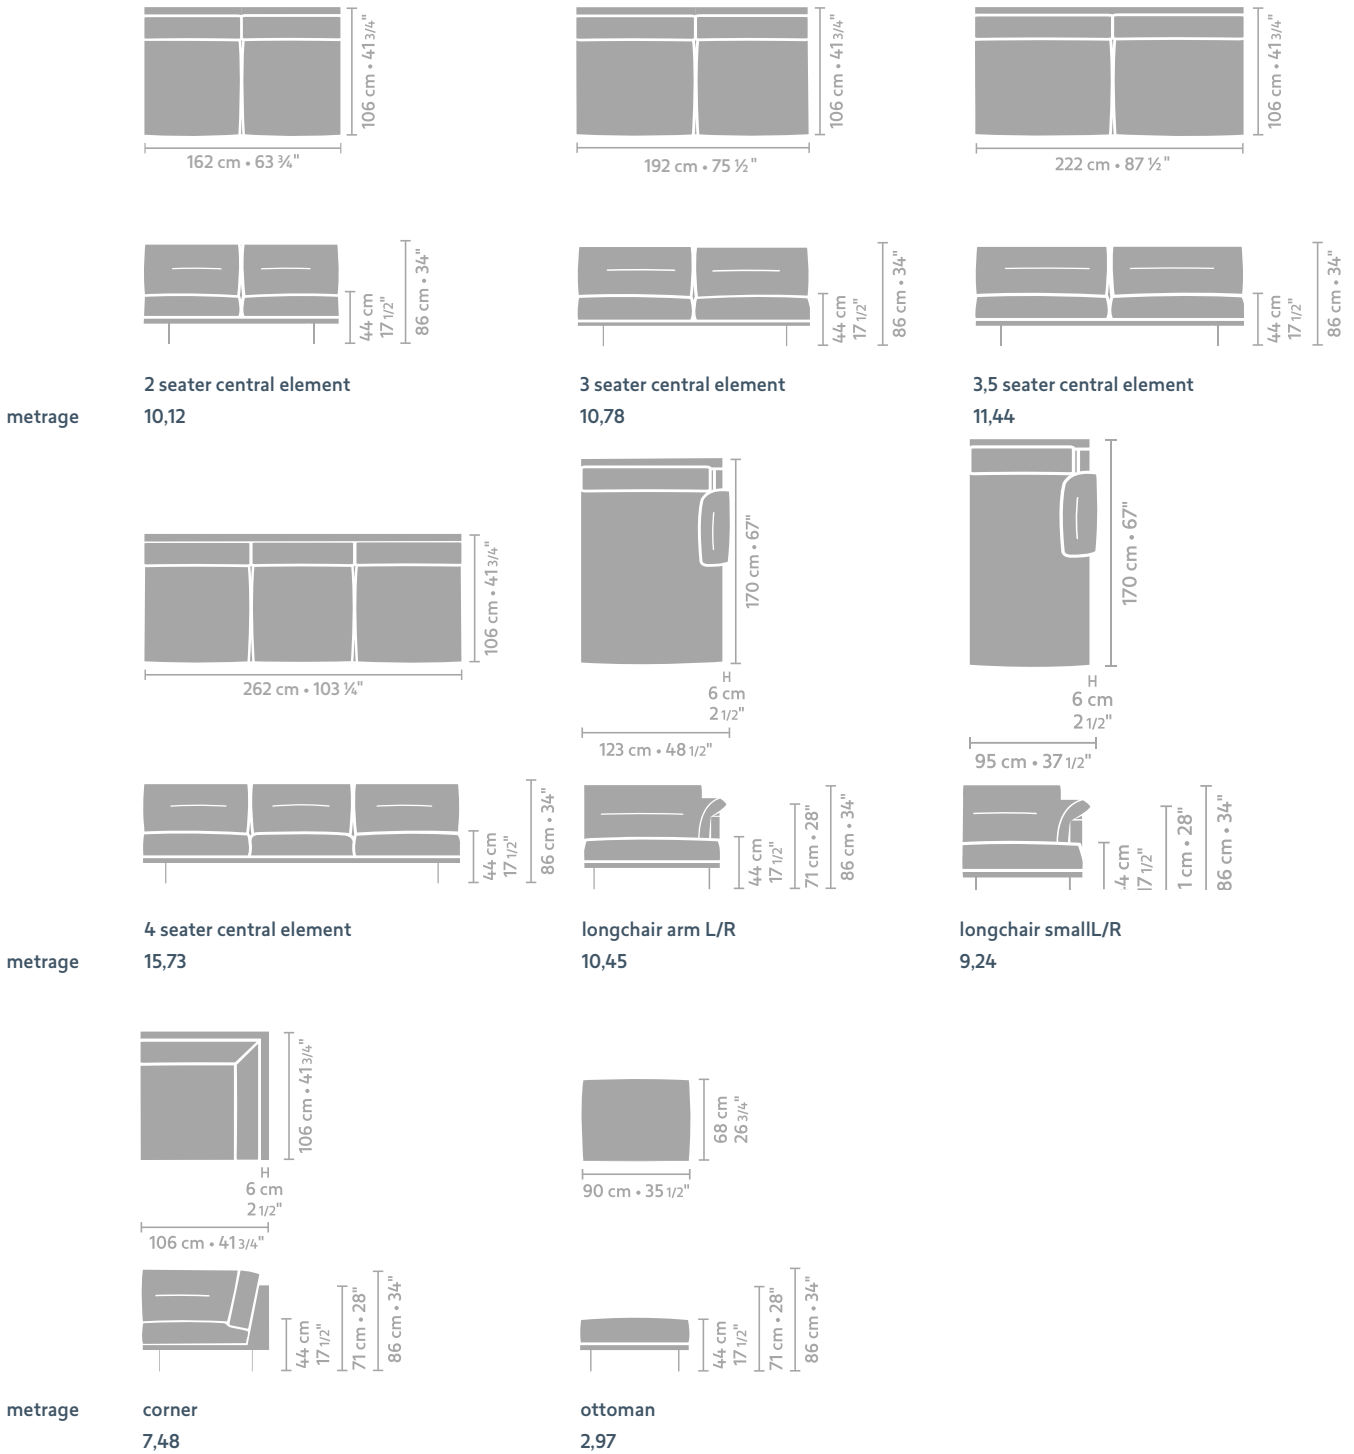 106 cm • 41 3/4"
162 cm • 63 ¾"
106 cm • 41 3/4"
192 cm • 75 ½"
106 cm • 41 3/4"
222 cm • 87 ½"
44 cm
17 1/2"
86 cm • 34"
44 cm
17 1/2"
86 cm • 34"
44 cm
17 1/2"
86 cm • 34"
2 seater central element
3 seater central element
3,5 seater central element
metrage
10,12
10,78
11,44
106 cm • 41 3/4"
262 cm • 103 ¼"
170 cm • 67"
H
6 cm
2 1/2"
123 cm • 48 1/2"
170 cm • 67"
H
6 cm
2 1/2"
95 cm • 37 1/2"
44 cm
17 1/2"
86 cm • 34"
44 cm
17 1/2"
71 cm • 28"
86 cm • 34"
4 cm
17 1/2"
1 cm • 28"
86 cm • 34"
4 seater central element
longchair arm L/R
longchair smallL/R
metrage
15,73
10,45
9,24
106 cm • 41 3/4"
H
6 cm
2 1/2"
106 cm • 41 3/4"
68 cm
26 3/4"
90 cm • 35 1/2"
44 cm
17 1/2"
71 cm • 28"
86 cm • 34"
44 cm
17 1/2"
71 cm • 28"
86 cm • 34"
corner
ottoman
metrage
7,48
2,97